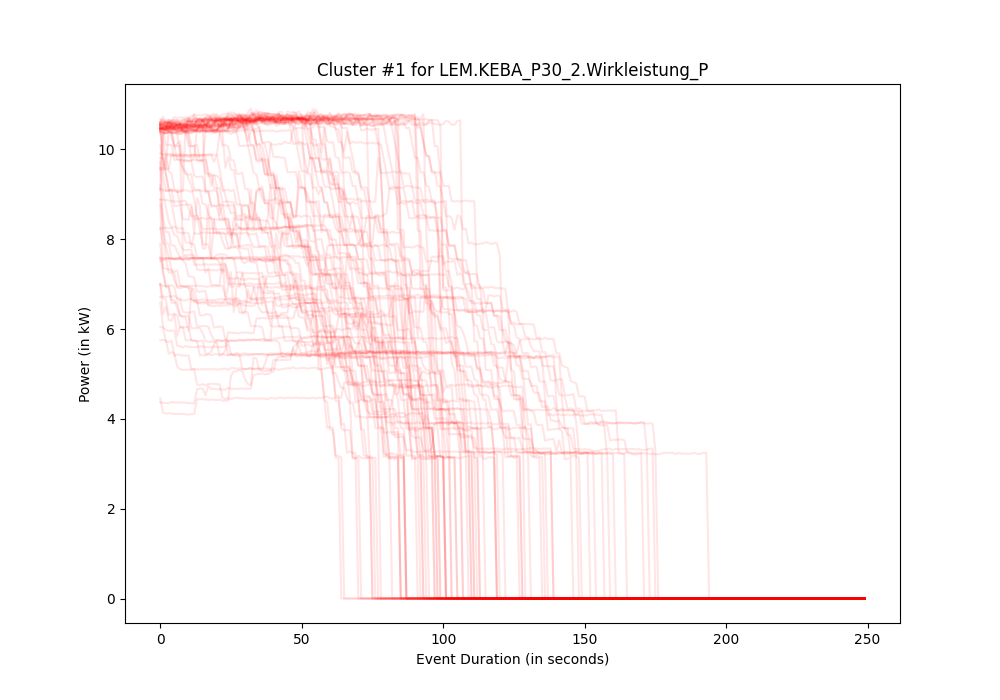 Cluster #1 for LEM.KEBA_P30_2.Wirkleistung_P
Power (in kW)
10
8
6
4
2
0
0 50 100 150 200 250
Event Duration (in seconds)